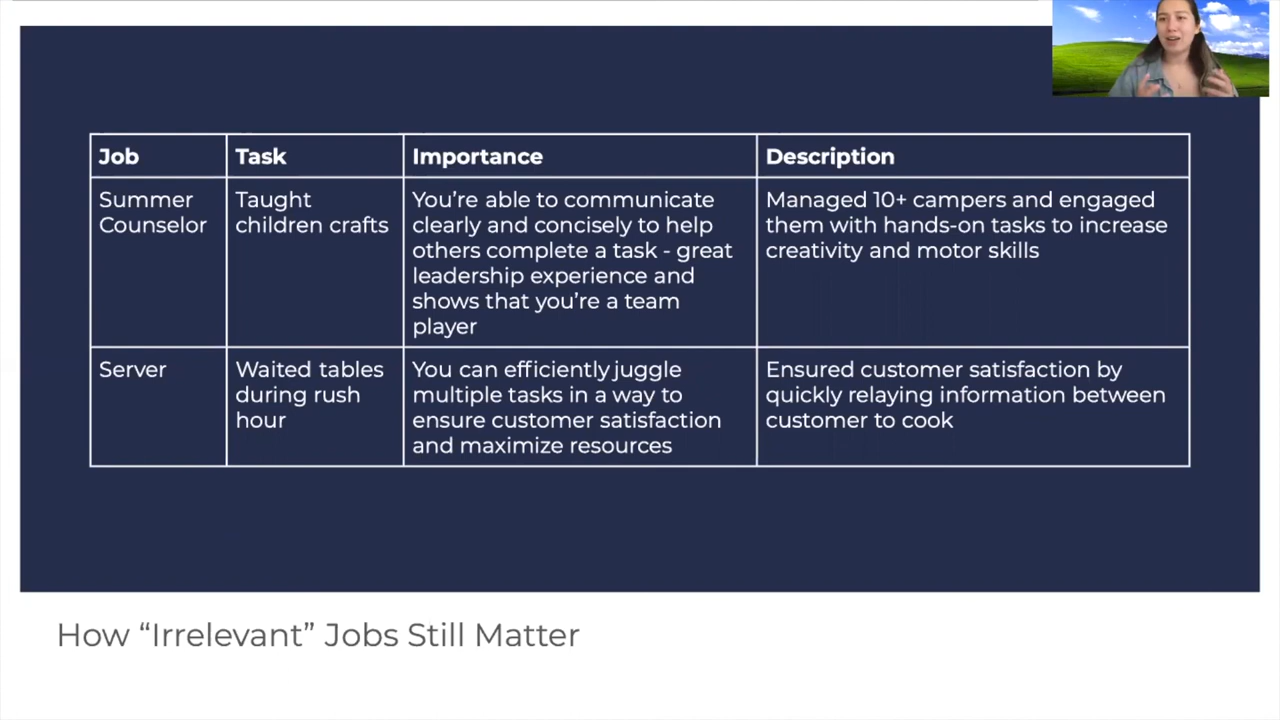 Job
Task
Importance
Description
Summer
Counselor
Taught
children crafts
You’re able to communicate
clearly and concisely to help
others complete a task - great
leadership experience and
shows that you’re a team
player
Managed 10+ campers and engaged
them with hands-on tasks to increase
creativity and motor skills
Server
Waited tables
during rush
hour
You can efficiently juggle
multiple tasks in a way to
ensure customer satisfaction
and maximize resources
Ensured customer satisfaction by
quickly relaying information between
customer to cook
How “Irrelevant” Jobs Still Matter